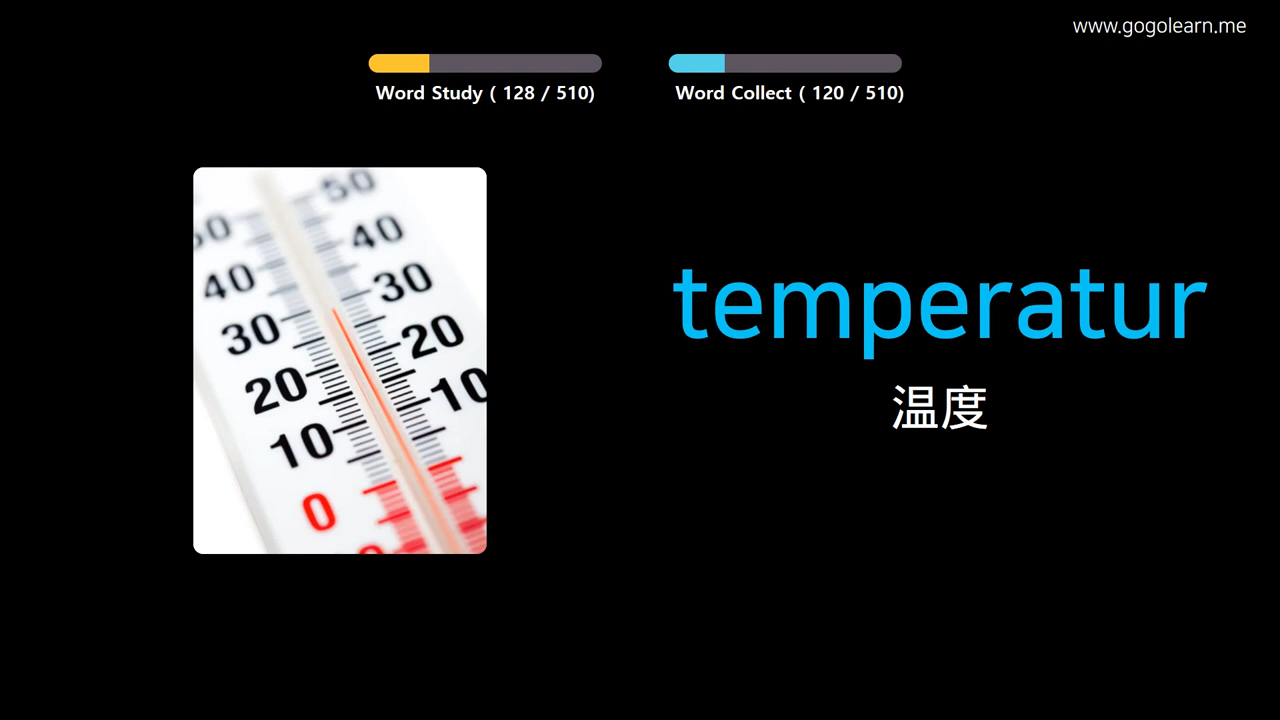 www.gogolearn.me
Word Study ( 128 / 510)
Word Collect ( 120 / 510)
50
50
40
40
30
30
20
20
10
10
0
temperatur
温度